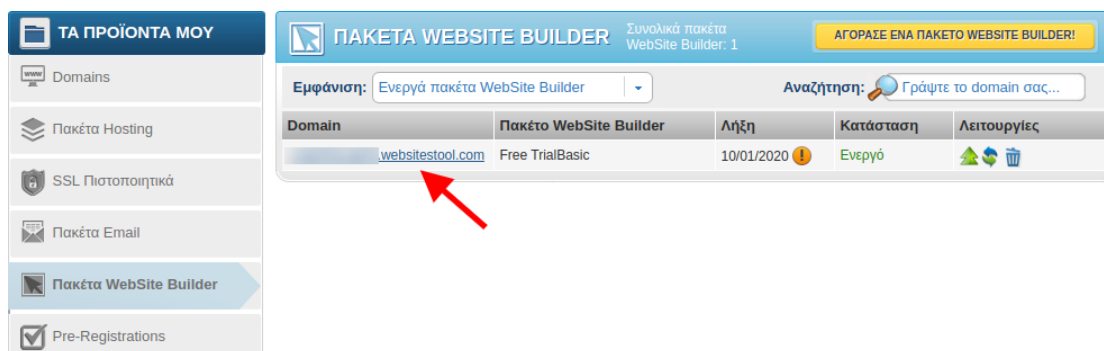 ΤΑ ΠΡΟΪΟΝΤΑ ΜΟΥ
www
Domains
Πακέτα Hosting
SSL Πιστοποιητικά
Πακέτα Email
Πακέτα WebSite Builder
Pre-Registrations
ΠΑΚΕΤΑ WEBSITE BUILDER
Συνολικά πακέτα
WebSite Builder: 1
ΑΓΟΡΑΣΕ ΕΝΑ ΠΑΚΕΤΟ WEBSITE BUILDER!
Εμφάνιση: Ενεργά πακέτα WebSite Builder
Αναζήτηση: Γράψτε το domain σας...
Domain Πακέτο WebSite Builder Λήξη Κατάσταση Λειτουργίες
.websitestool.com Free TrialBasic 10/01/2020 Ενεργό